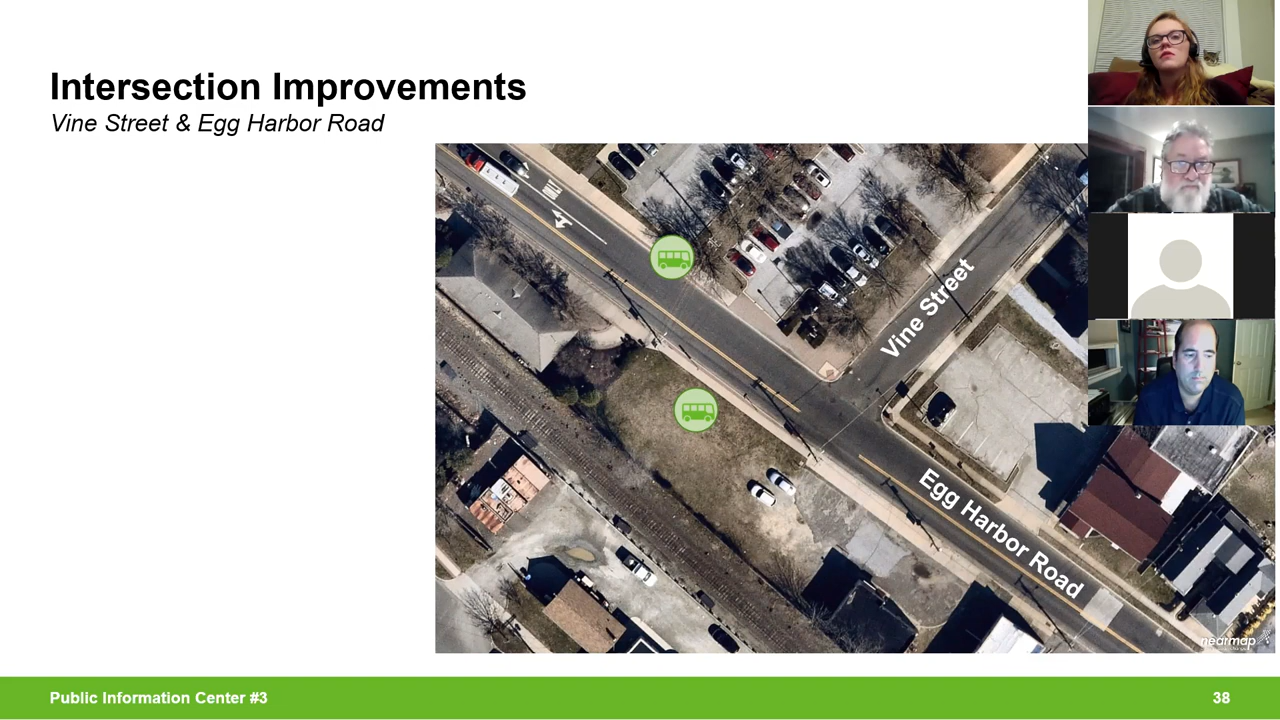 Intersection Improvements
Vine Street & Egg Harbor Road
Vine Street
Egg Harbor Road
nearmap
Public Information Center #3
38